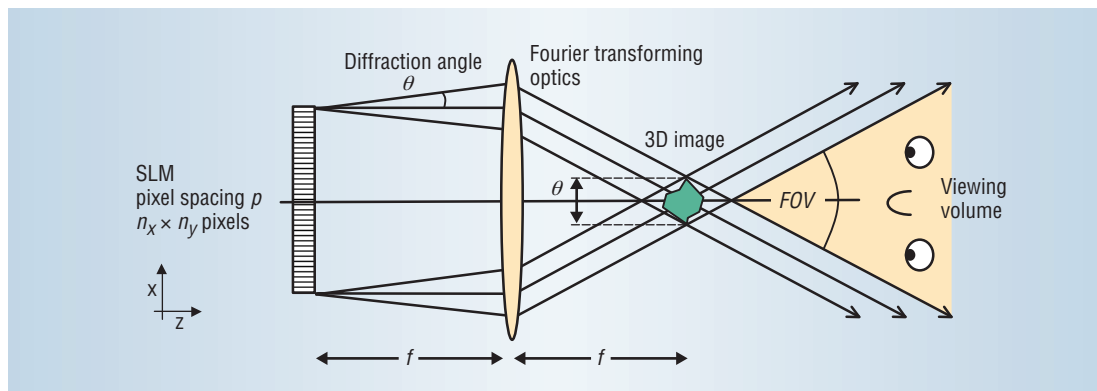 Diffraction angle
θ
Fourier transforming
optics
3D image
SLM
pixel spacing p
nx × ny pixels
θ
FOV
Viewing
volume
x
z
f
f